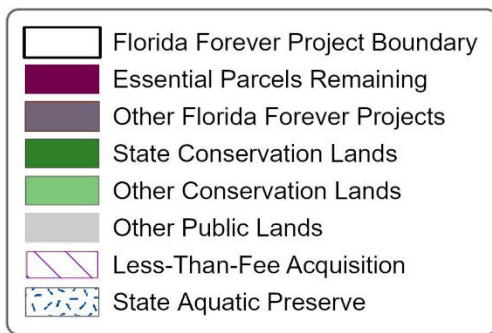 Florida Forever Project Boundary
Essential Parcels Remaining
Other Florida Forever Projects
State Conservation Lands
Other Conservation Lands
Other Public Lands
Less-Than-Fee Acquisition
State Aquatic Preserve